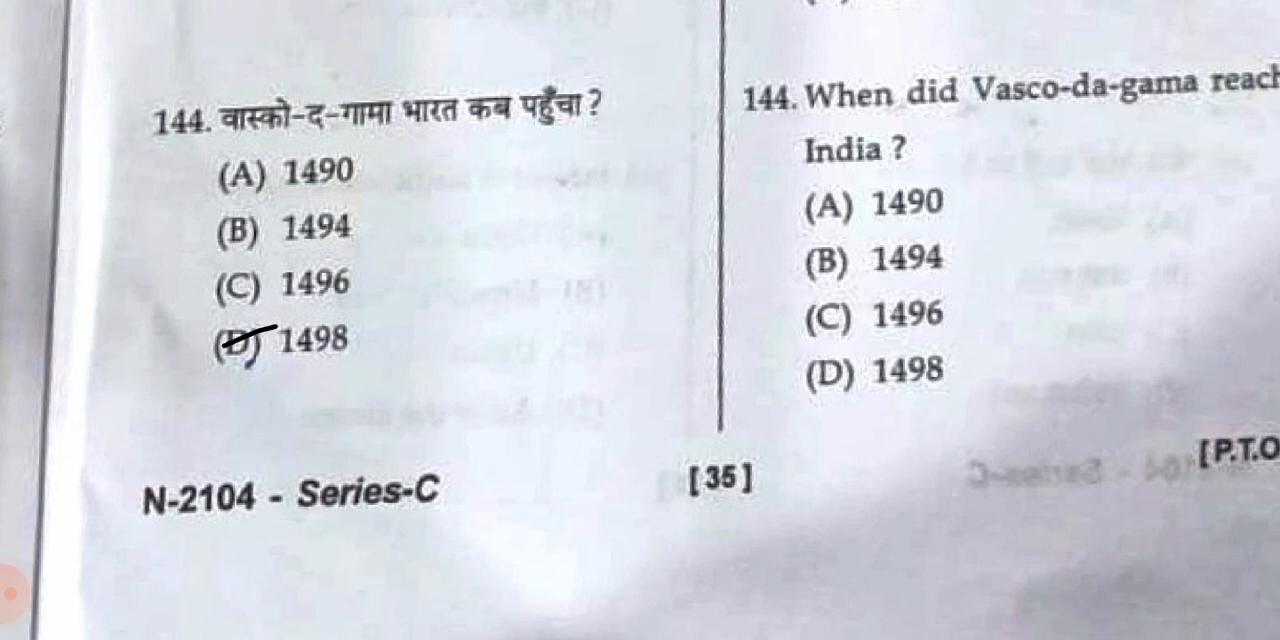 144. वास्को-द-गामा भारत कब पहुँचा ?
(A) 1490
(B) 1494
(C) 1496
(D) 1498
144. When did Vasco-da-gama reach
India ?
(A) 1490
(B) 1494
(C) 1496
(D) 1498
N-2104 - Series-C
[ 35 ]
[ P.T.O